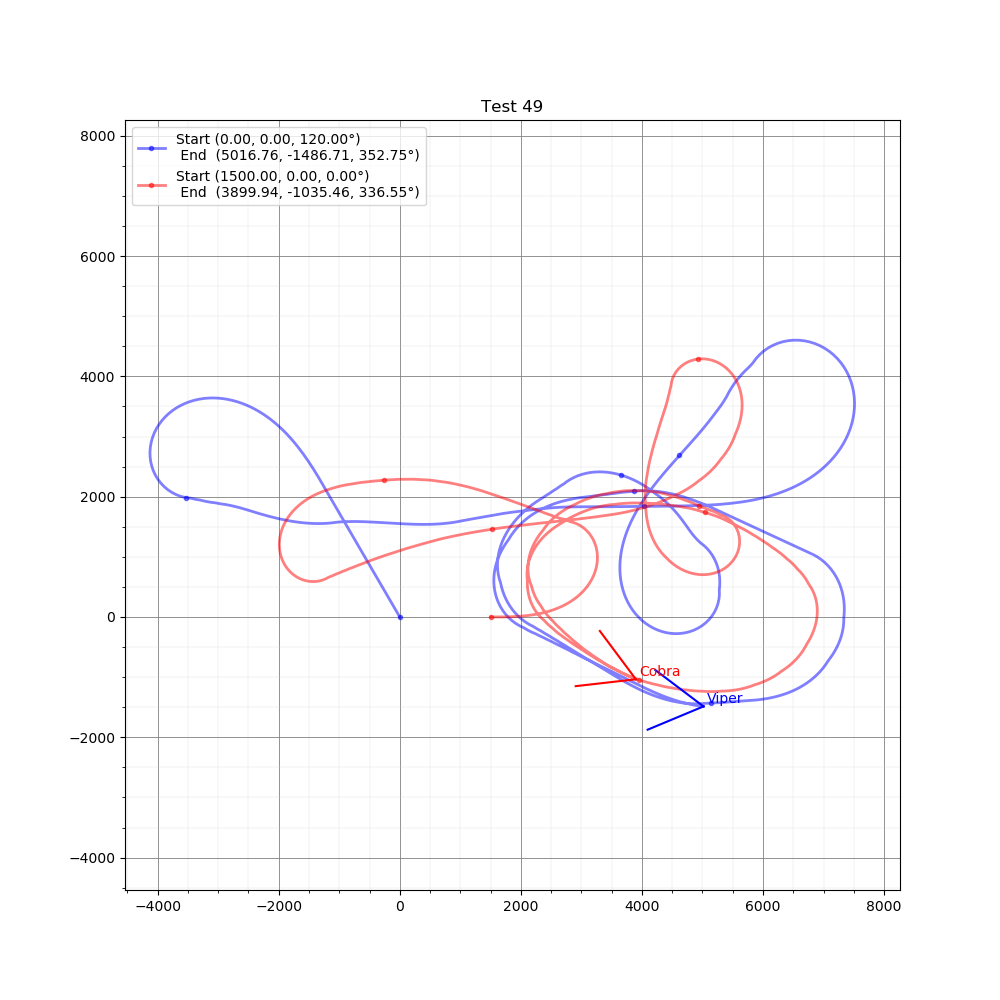 Test 49
Start (0.00, 0.00, 120.00°)
End (5016.76, -1486.71, 352.75°)
Start (1500.00, 0.00, 0.00°)
End (3899.94, -1035.46, 336.55°)
8000
6000
4000
2000
0
−2000
−4000
Cobra
Viper
−4000 −2000 0 2000 4000 6000 8000